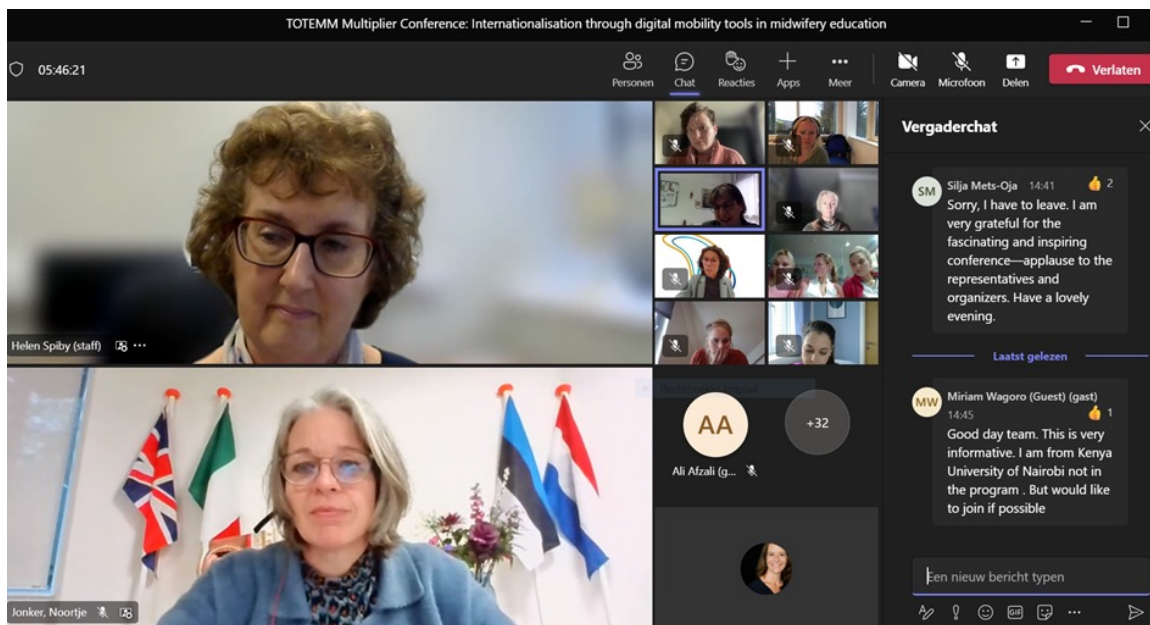 TOTEMM Multiplier Conference: Internationalisation through digital mobility tools in midwifery education
05:46:21
Personen
Chat
Reacties
Apps
Meer
Camera
Microfoon
Delen
Verlaten
Helen Spiby (staff)
Jonker, Noortje
AA
+32
Ali Afzali (g...
Vergaderchat
SM
Silja Mets-Oja 14:41
2
Sorry, I have to leave. I am
very grateful for the
fascinating and inspiring
conference—applause to the
representatives and
organizers. Have a lovely
evening.
Laatst gelezen
MW
Miriam Wagoro (Guest) (gast)
14:45
1
Good day team. This is very
informative. I am from Kenya
University of Nairobi not in
the program . But would like
to join if possible
Een nieuw bericht typen
GIF